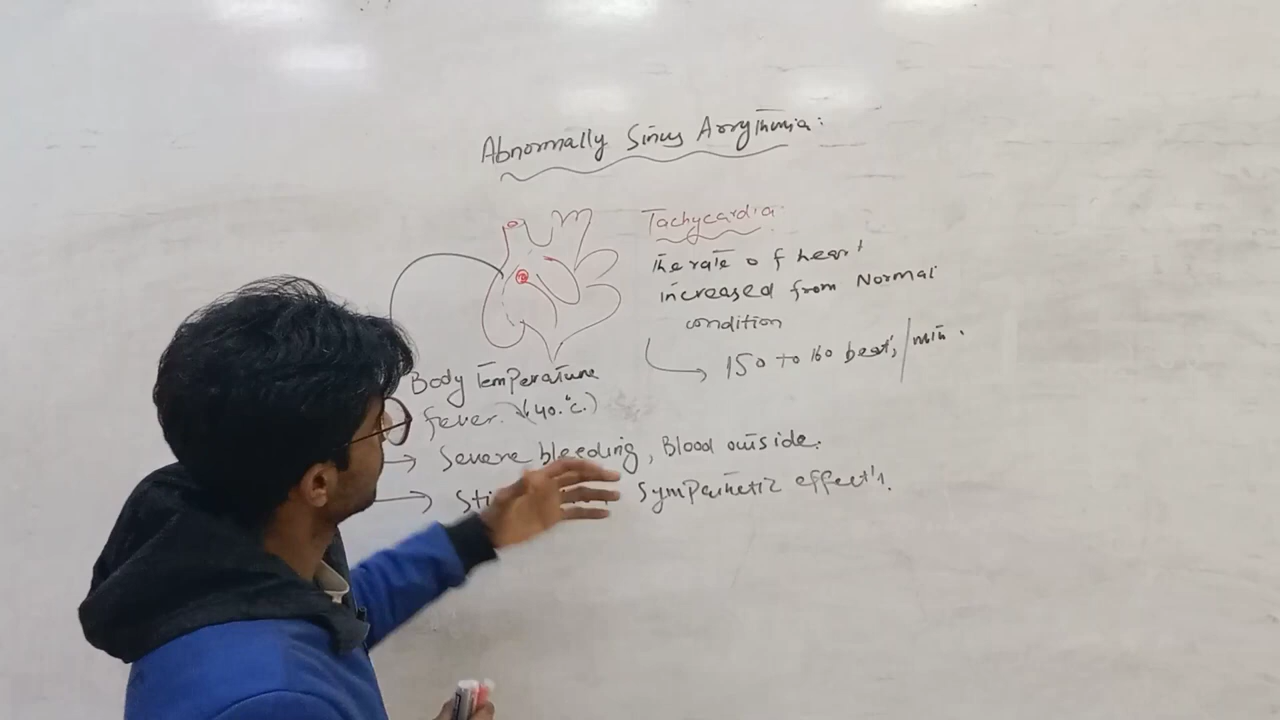 Abnormally Sinus Arrythmia:
Tachycardia:
The rate of heart
increased from Normal
condition
150 to 160 beats/min.
Body Temperature
fever. (40.°c.)
Severe bleeding, Blood outside.
Sympathetic effect's.